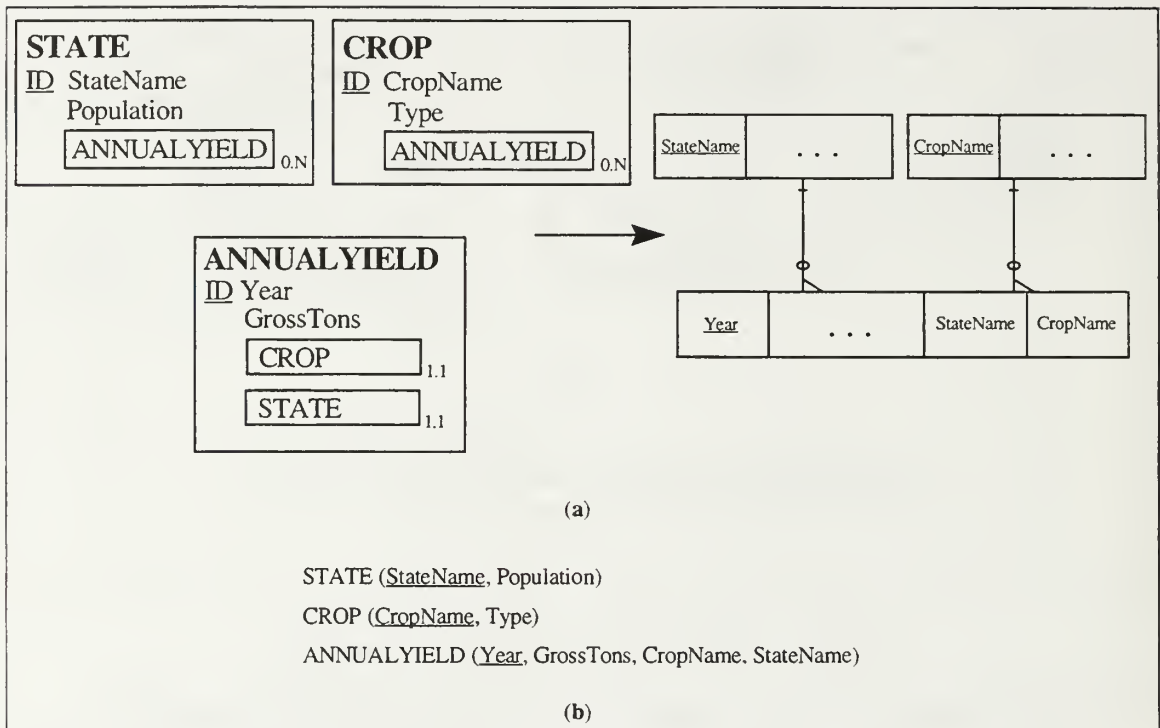 STATE
ID StateName
Population
ANNUALYIELD 0.N
CROP
ID CropName
Type
ANNUALYIELD 0.N
ANNUALYIELD
ID Year
GrossTons
CROP 1.1
STATE 1.1
StateName . . .
CropName . . .
Year . . . StateName CropName
(a)
STATE (StateName, Population)
CROP (CropName, Type)
ANNUALYIELD (Year, GrossTons, CropName, StateName)
(b)